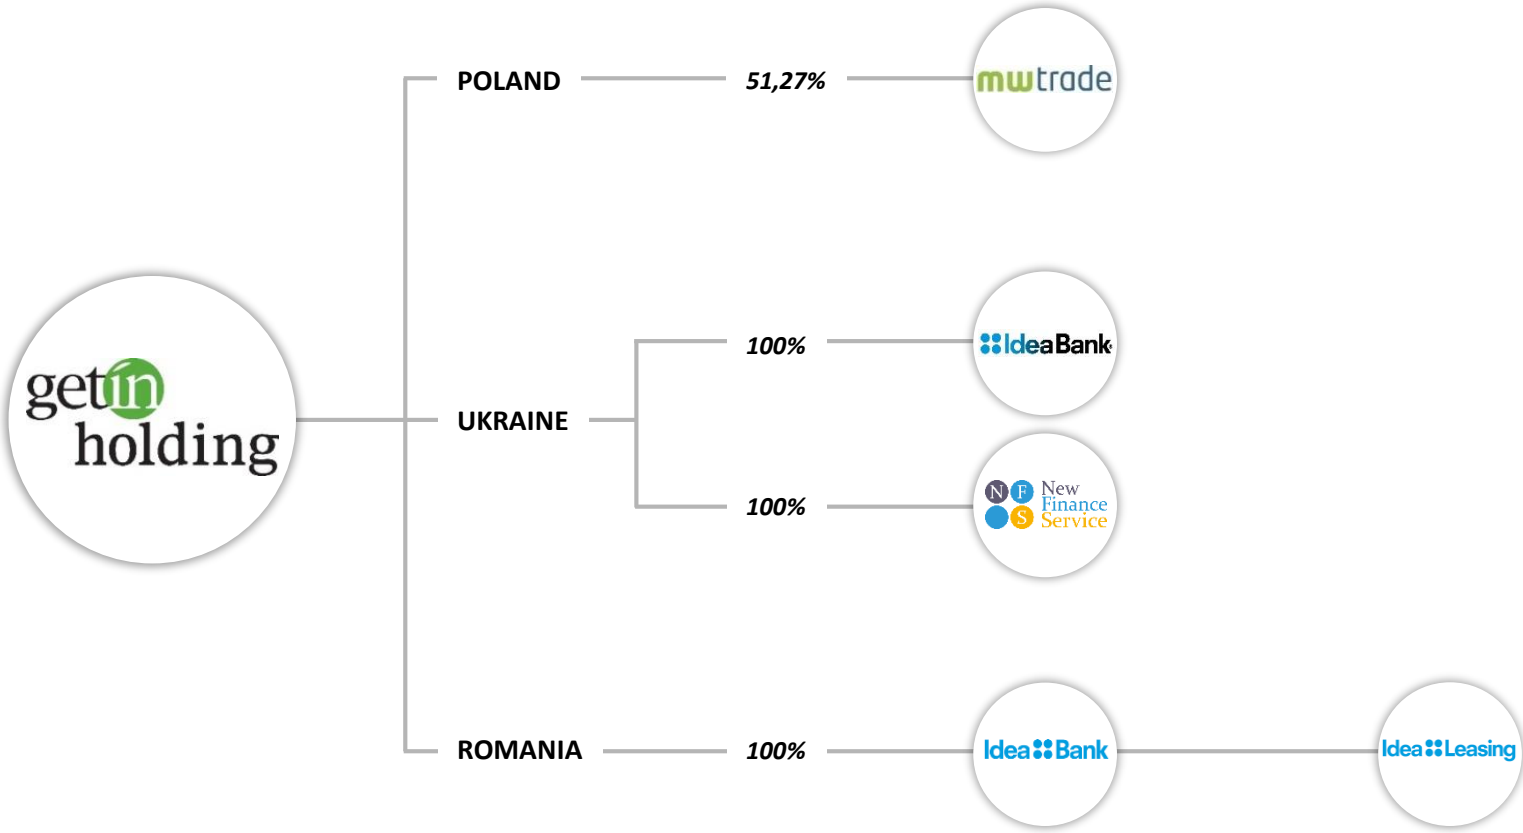 POLAND
51,27%
mwtrade
getin
holding
UKRAINE
100%
IdeaBank
100%
N F
S
New
Finance
Service
ROMANIA
100%
Idea Bank
Idea Leasing